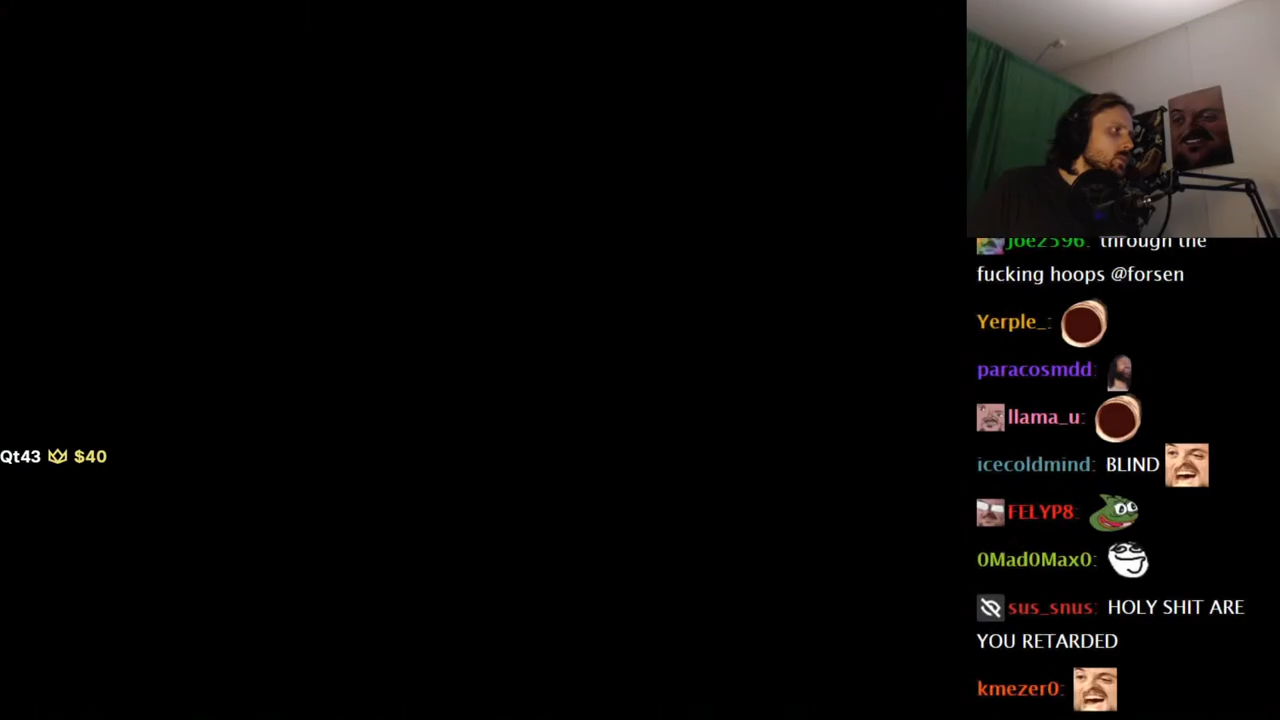 Joe2596: through the
fucking hoops @forsen
Yerple_:
paracosmdd:
llama_u:
Qt43 $40
icecoldmind: BLIND
FELYP8:
0Mad0Max0:
sus_snus: HOLY SHIT ARE
YOU RETARDED
kmezer0: